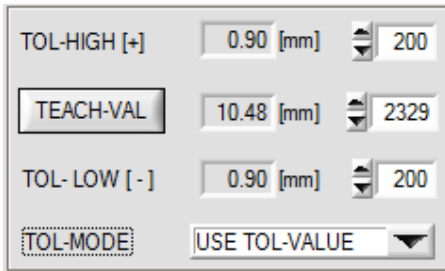 TOL-HIGH [+] 0.90 [mm] 200
TEACH-VAL 10.48 [mm] 2329
TOL- LOW [ - ] 0.90 [mm] 200
TOL-MODE USE TOL-VALUE